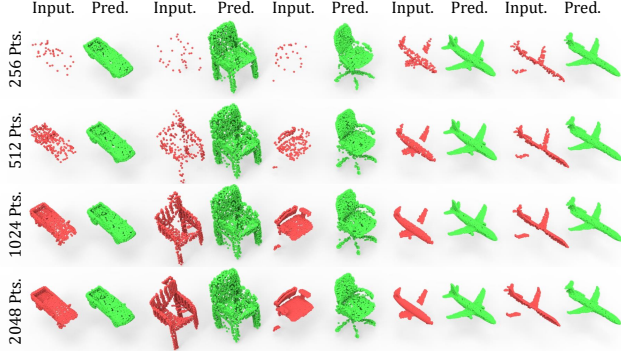 Input. Pred. Input. Pred. Input. Pred. Input. Pred. Input. Pred.
256 Pts.
512 Pts.
1024 Pts.
2048 Pts.